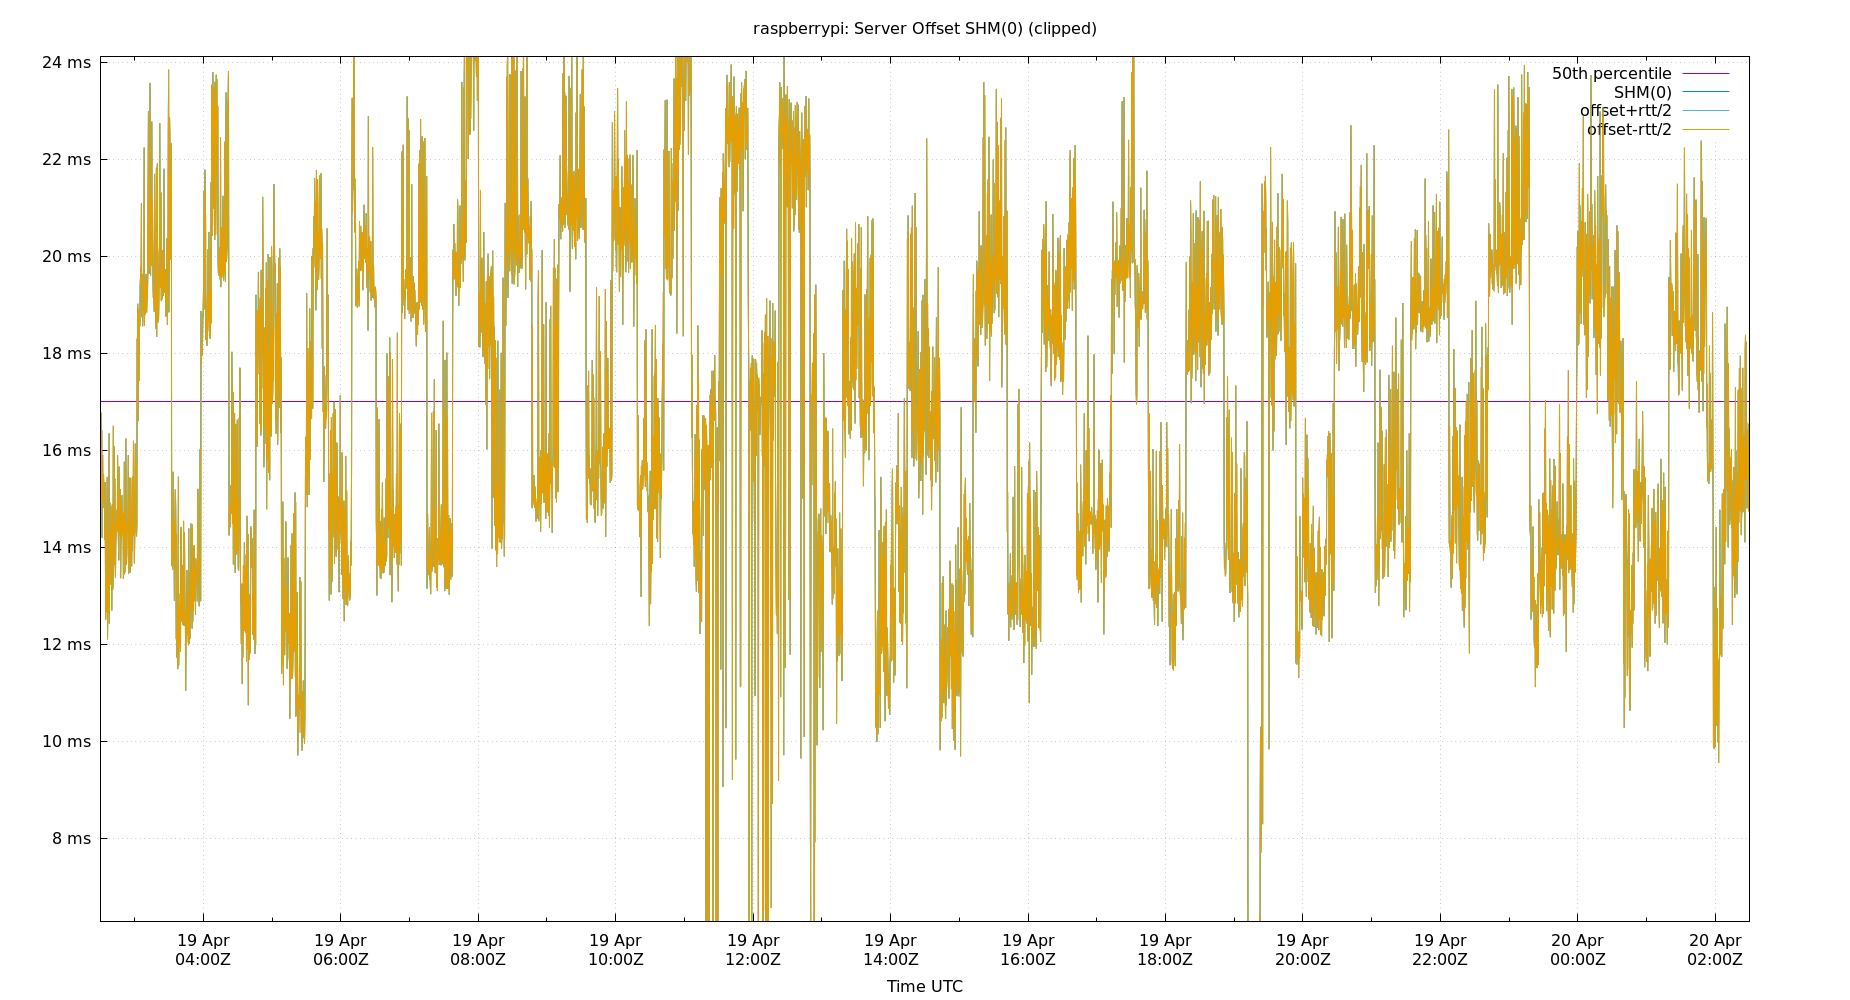 raspberrypi: Server Offset SHM(0) (clipped)
24 ms
22 ms
20 ms
18 ms
16 ms
14 ms
12 ms
10 ms
8 ms
50th percentile
SHM(0)
offset+rtt/2
offset-rtt/2
19 Apr 19 Apr 19 Apr 19 Apr 19 Apr 19 Apr 19 Apr 19 Apr 19 Apr 19 Apr 20 Apr 20 Apr
04:00Z 06:00Z 08:00Z 10:00Z 12:00Z 14:00Z 16:00Z 18:00Z 20:00Z 22:00Z 00:00Z 02:00Z
Time UTC